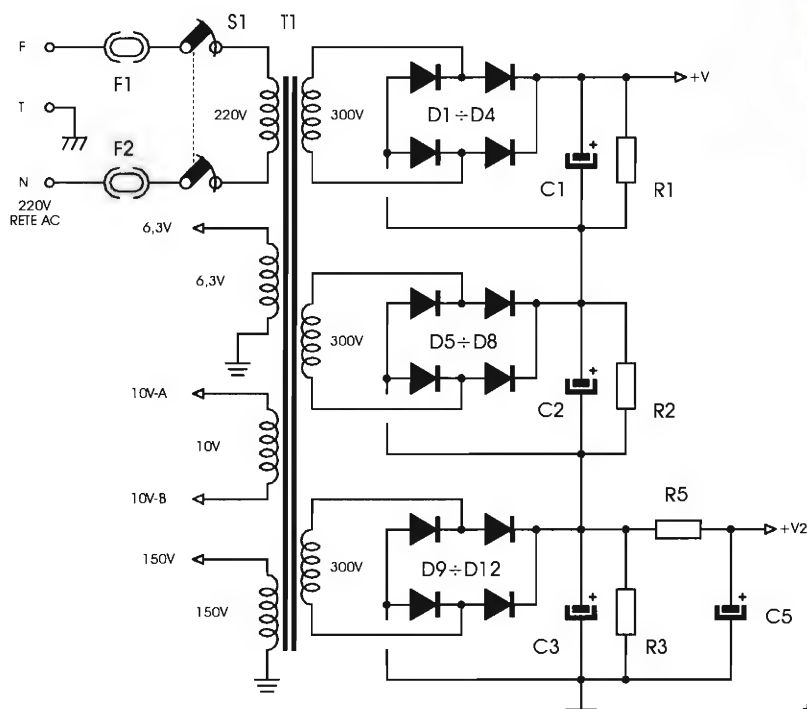 S1 T1
F
F1
220V
300V
D1÷D4
+V
+
C1
R1
T
F2
N
220V
RETE AC
6,3V
6,3V
300V
D5÷D8
+
C2
R2
10V-A
10V
10V-B
R5
+V2
150V
150V
300V
D9÷D12
+
C3
R3
+
C5